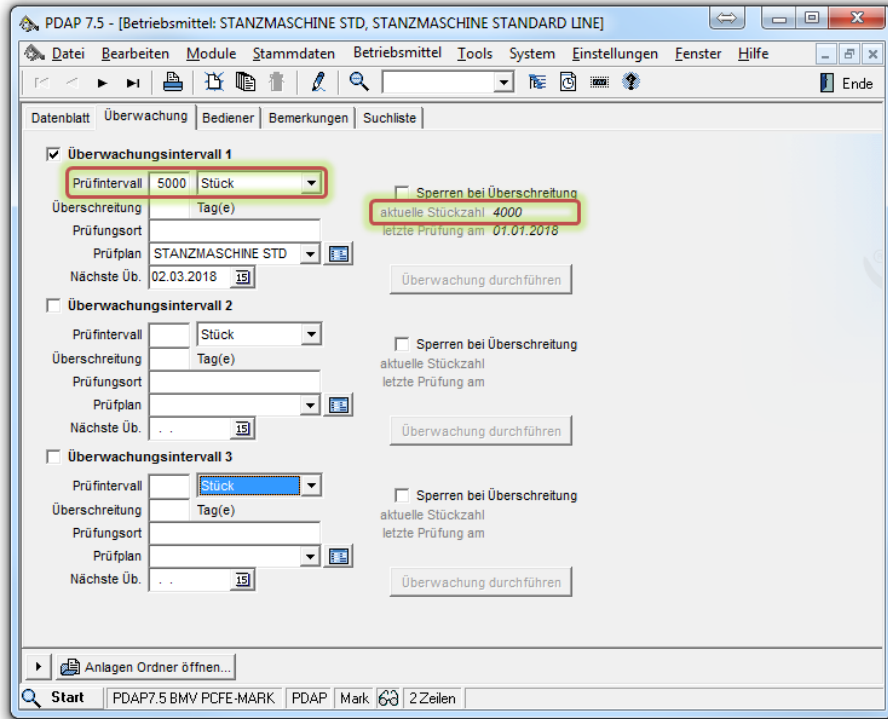 PDAP 7.5 - [Betriebsmittel: STANZMASCHINE STD, STANZMASCHINE STANDARD LINE]
Datei Bearbeiten Module Stammdaten Betriebsmittel Tools System Einstellungen Fenster Hilfe
Ende
Datenblatt Überwachung Bediener Bemerkungen Suchliste
Überwachungsintervall 1
Prüfintervall 5000 Stück
Sperren bei Überschreitung
Überschreitung Tag(e)
aktuelle Stückzahl 4000
Prüfungsort
letzte Prüfung am 01.01.2018
Prüfplan STANZMASCHINE STD
Nächste Üb. 02.03.2018 15
Überwachung durchführen
Überwachungsintervall 2
Prüfintervall Stück
Sperren bei Überschreitung
Überschreitung Tag(e)
aktuelle Stückzahl
Prüfungsort
letzte Prüfung am
Prüfplan
Nächste Üb. . . 15
Überwachung durchführen
Überwachungsintervall 3
Prüfintervall Stück
Sperren bei Überschreitung
Überschreitung Tag(e)
aktuelle Stückzahl
Prüfungsort
letzte Prüfung am
Prüfplan
Nächste Üb. . . 15
Überwachung durchführen
Anlagen Ordner öffnen...
Start PDAP7.5 BMV PCFE-MARK PDAP Mark 2 Zeilen